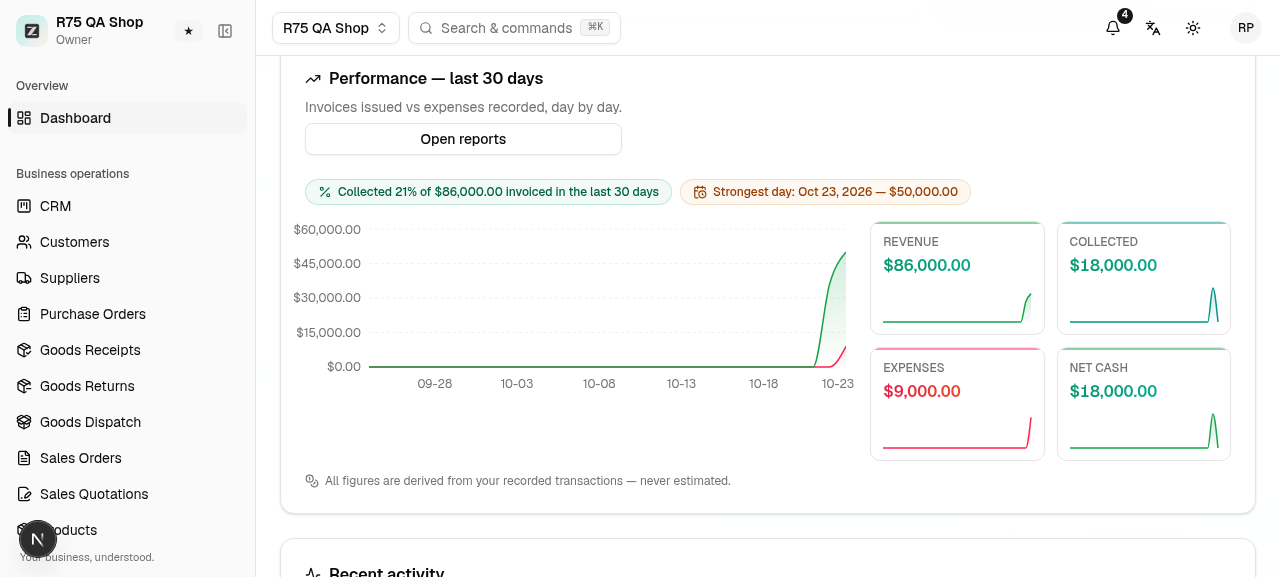 R75 QA Shop
Owner
R75 QA Shop
Search & commands
⌘K
4
RP
Overview
Dashboard
Business operations
CRM
Customers
Suppliers
Purchase Orders
Goods Receipts
Goods Returns
Goods Dispatch
Sales Orders
Sales Quotations
Your business, understood.
Performance — last 30 days
Invoices issued vs expenses recorded, day by day.
Open reports
Collected 21% of $86,000.00 invoiced in the last 30 days
Strongest day: Oct 23, 2026 — $50,000.00
$60,000.00
$45,000.00
$30,000.00
$15,000.00
$0.00
09-28
10-03
10-08
10-13
10-18
10-23
REVENUE
$86,000.00
COLLECTED
$18,000.00
EXPENSES
$9,000.00
NET CASH
$18,000.00
All figures are derived from your recorded transactions — never estimated.
Recent activity